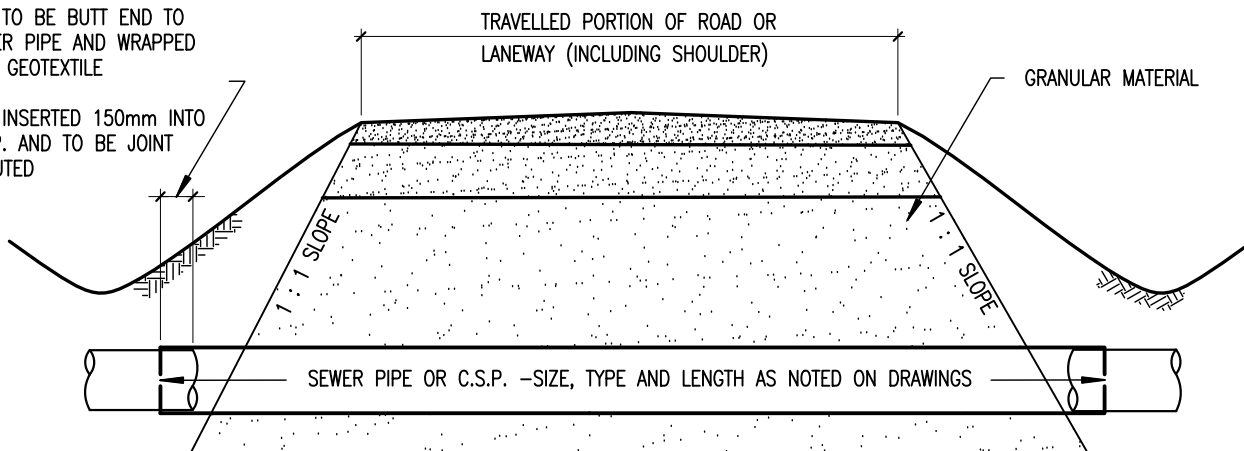 TO BE BUTT END TO
ER PIPE AND WRAPPED
GEOTEXTILE
INSERTED 150mm INTO
P. AND TO BE JOINT
UTED
TRAVELLED PORTION OF ROAD OR
LANEWAY (INCLUDING SHOULDER)
GRANULAR MATERIAL
1 : 1 SLOPE
1 : 1 SLOPE
SEWER PIPE OR C.S.P. -SIZE, TYPE AND LENGTH AS NOTED ON DRAWINGS